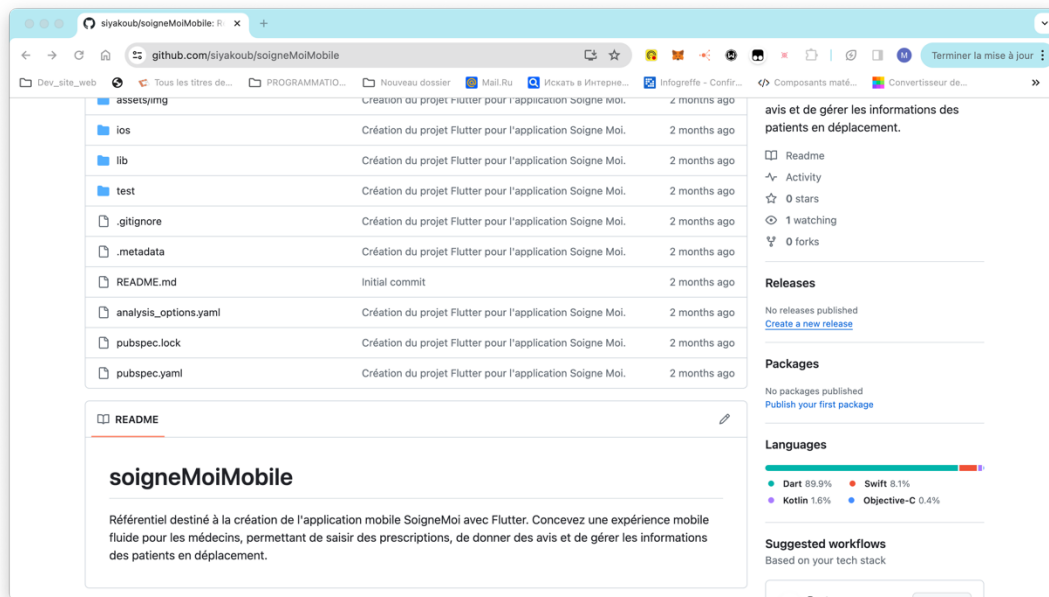 siyakoub/soigneMoiMobile: R
github.com/siyakoub/soigneMoiMobile
M
Terminer la mise à jour
Dev_site_web
Tous les titres de...
PROGRAMMATIO...
Nouveau dossier
Mail.Ru
Искать в Интерне...
Infogreffe - Confir...
Composants maté...
Convertisseur de...
»
assets/img Création du projet Flutter pour l'application Soigne Moi. 2 months ago
ios Création du projet Flutter pour l'application Soigne Moi. 2 months ago
lib Création du projet Flutter pour l'application Soigne Moi. 2 months ago
test Création du projet Flutter pour l'application Soigne Moi. 2 months ago
.gitignore Création du projet Flutter pour l'application Soigne Moi. 2 months ago
.metadata Création du projet Flutter pour l'application Soigne Moi. 2 months ago
README.md Initial commit 2 months ago
analysis_options.yaml Création du projet Flutter pour l'application Soigne Moi. 2 months ago
pubspec.lock Création du projet Flutter pour l'application Soigne Moi. 2 months ago
pubspec.yaml Création du projet Flutter pour l'application Soigne Moi. 2 months ago
README
soigneMoiMobile
Référentiel destiné à la création de l'application mobile SoigneMoi avec Flutter. Concevez une expérience mobile
fluide pour les médecins, permettant de saisir des prescriptions, de donner des avis et de gérer les informations
des patients en déplacement.
avis et de gérer les informations des
patients en déplacement.
Readme
Activity
0 stars
1 watching
0 forks
Releases
No releases published
Create a new release
Packages
No packages published
Publish your first package
Languages
Dart 89.9% Swift 8.1%
Kotlin 1.6% Objective-C 0.4%
Suggested workflows
Based on your tech stack